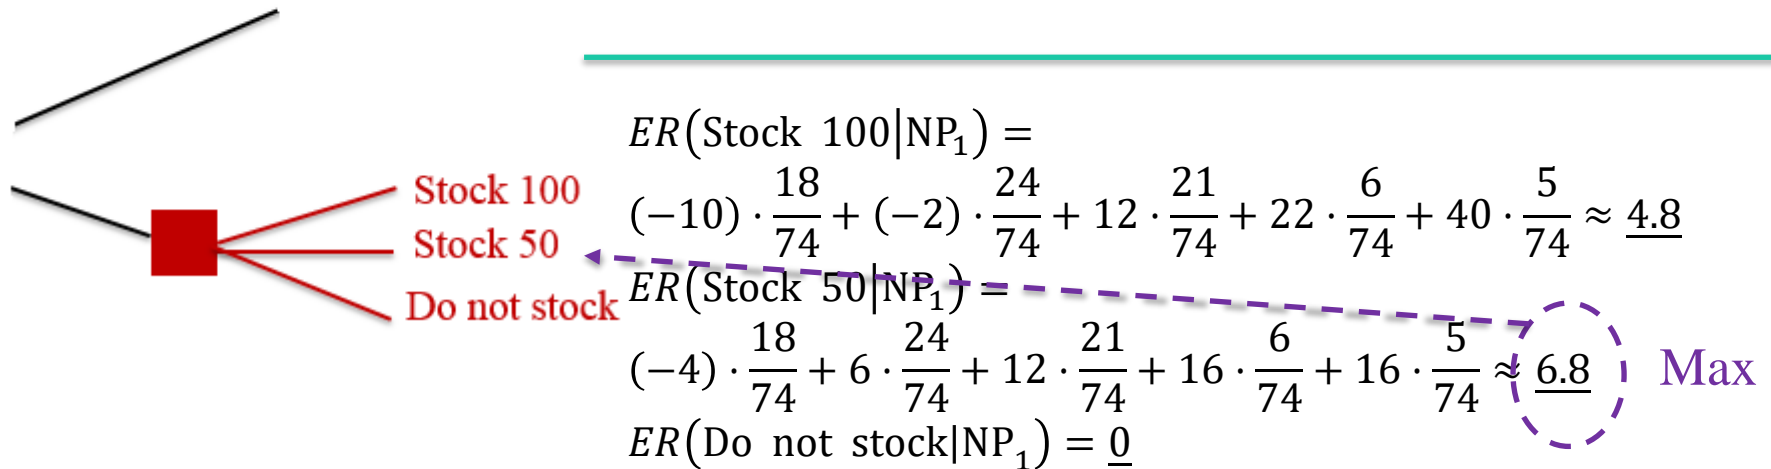 Stock 100
Stock 50
Do not stock
ER(Stock 100|NP₁) =
(−10) · 18/74 + (−2) · 24/74 + 12 · 21/74 + 22 · 6/74 + 40 · 5/74 ≈ 4.8
ER(Stock 50|NP₁) =
(−4) · 18/74 + 6 · 24/74 + 12 · 21/74 + 16 · 6/74 + 16 · 5/74 ≈ 6.8 Max
ER(Do not stock|NP₁) = 0